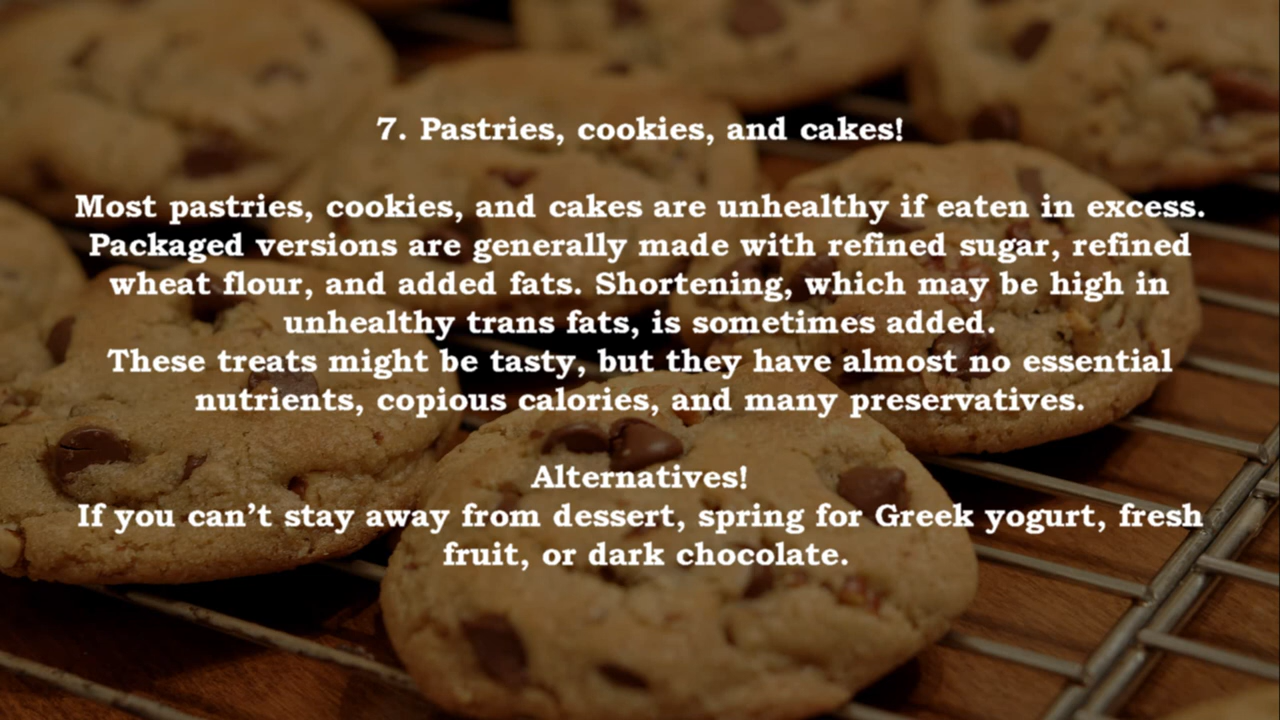 7. Pastries, cookies, and cakes!
Most pastries, cookies, and cakes are unhealthy if eaten in excess.
Packaged versions are generally made with refined sugar, refined
wheat flour, and added fats. Shortening, which may be high in
unhealthy trans fats, is sometimes added.
These treats might be tasty, but they have almost no essential
nutrients, copious calories, and many preservatives.
Alternatives!
If you can’t stay away from dessert, spring for Greek yogurt, fresh
fruit, or dark chocolate.